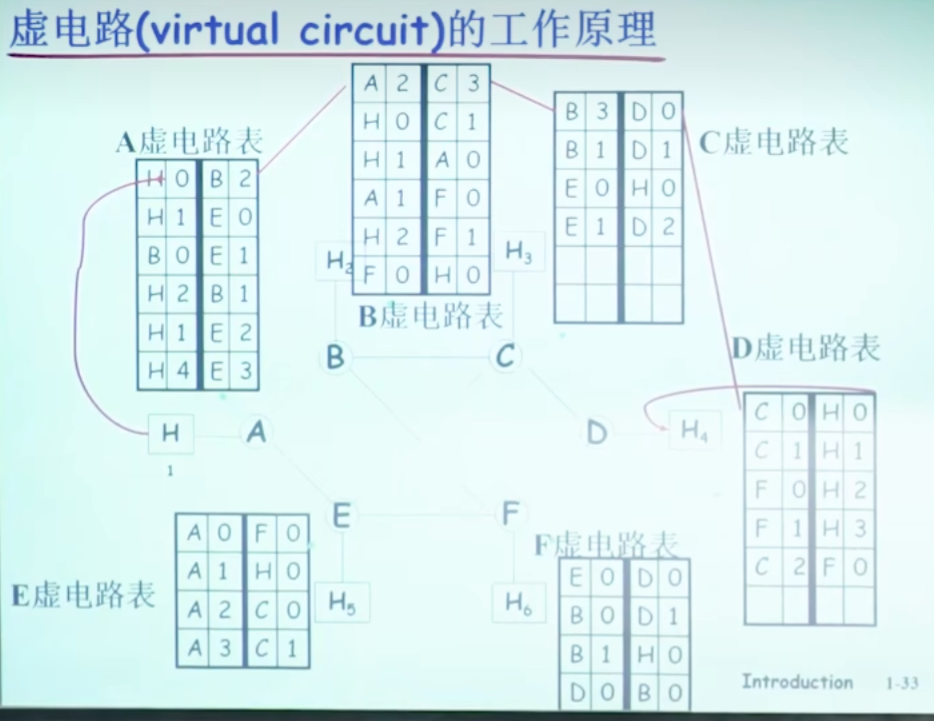 虚电路(virtual circuit)的工作原理
A虚电路表
H 0 B 2
H 1 E 0
B 0 E 1
H 2 B 1
H 1 E 2
H 4 E 3
A 2 C 3
H 0 C 1
H 1 A 0
A 1 F 0
H 2 F 1
F 0 H 0
B虚电路表
B 3 D 0
B 1 D 1
E 0 H 0
E 1 D 2
C虚电路表
H2
H3
B
C
D虚电路表
C 0 H 0
C 1 H 1
F 0 H 2
F 1 H 3
C 2 F 0
H
1
A
D
H4
E
F
E虚电路表
A 0 F 0
A 1 H 0
A 2 C 0
A 3 C 1
H5
H6
F虚电路表
E 0 D 0
B 0 D 1
B 1 H 0
D 0 B 0
Introduction 1-33